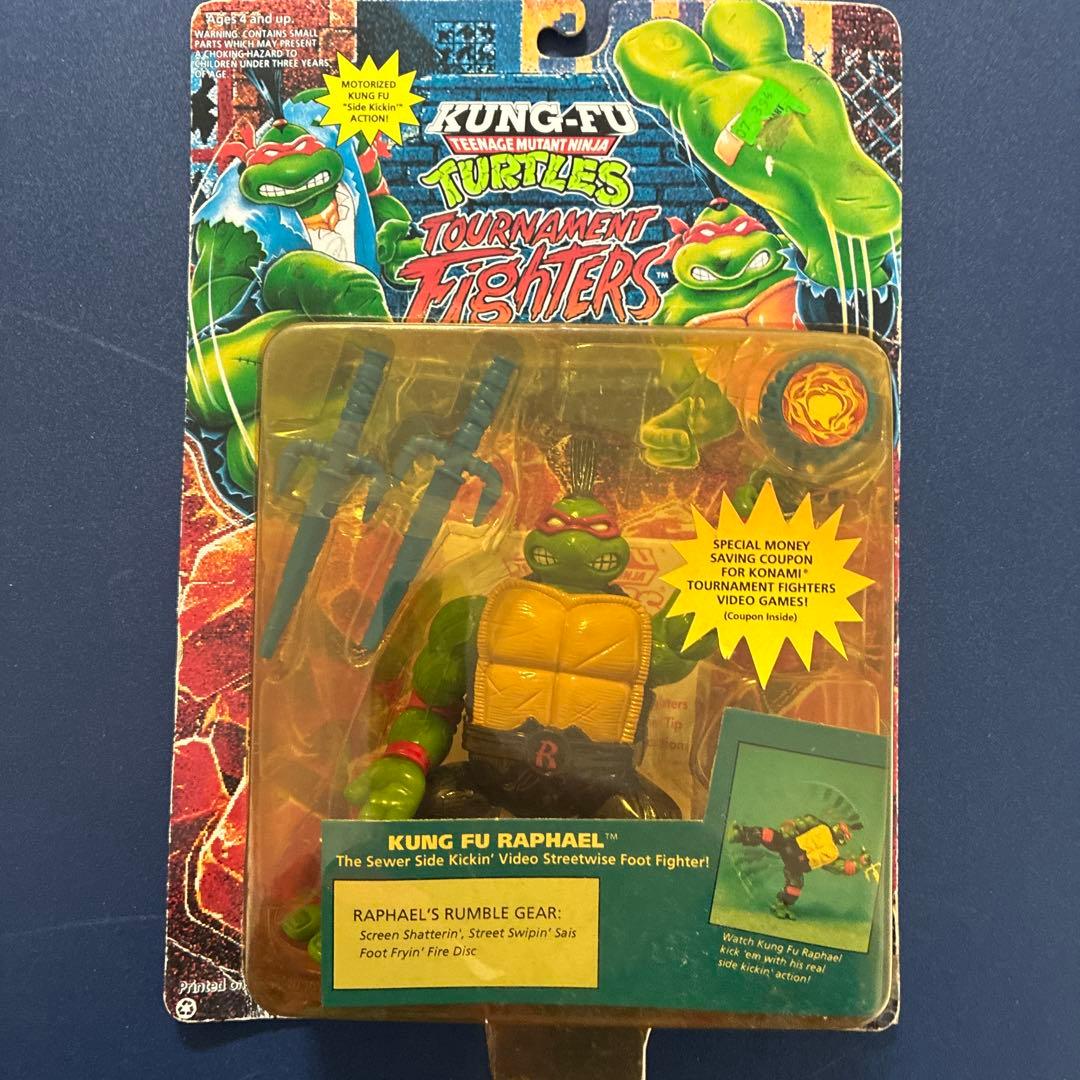 Ages 4 and up.
WARNING: CONTAINS SMALL
PARTS WHICH MAY PRESENT
A CHOKING HAZARD TO
CHILDREN UNDER THREE YEARS
OF AGE.
MOTORIZED
KUNG FU
"Side Kickin'"
ACTION!
KUNG-FU
TEENAGE MUTANT NINJA
TURTLES
TOURNAMENT
FIGHTERS™
SPECIAL MONEY
SAVING COUPON
FOR KONAMI®
TOURNAMENT FIGHTERS
VIDEO GAMES!
(Coupon Inside)
Tip
R
KUNG FU RAPHAEL™
The Sewer Side Kickin' Video Streetwise Foot Fighter!
RAPHAEL'S RUMBLE GEAR:
Screen Shatterin', Street Swipin' Sais
Foot Fryin' Fire Disc
Watch Kung Fu Raphael
kick 'em with his real
side kickin' action!
Printed on